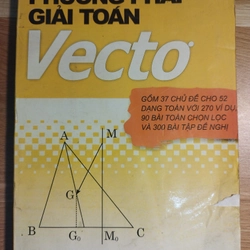 PHƯƠNG PHÁP
GIẢI TOÁN
Vectơ
GỒM 37 CHỦ ĐỀ CHO 52
DẠNG TOÁN VỚI 270 VÍ DỤ,
90 BÀI TOÁN CHỌN LỌC
VÀ 300 BÀI TẬP ĐỀ NGHỊ
A M
G
B G₀ M₀ C